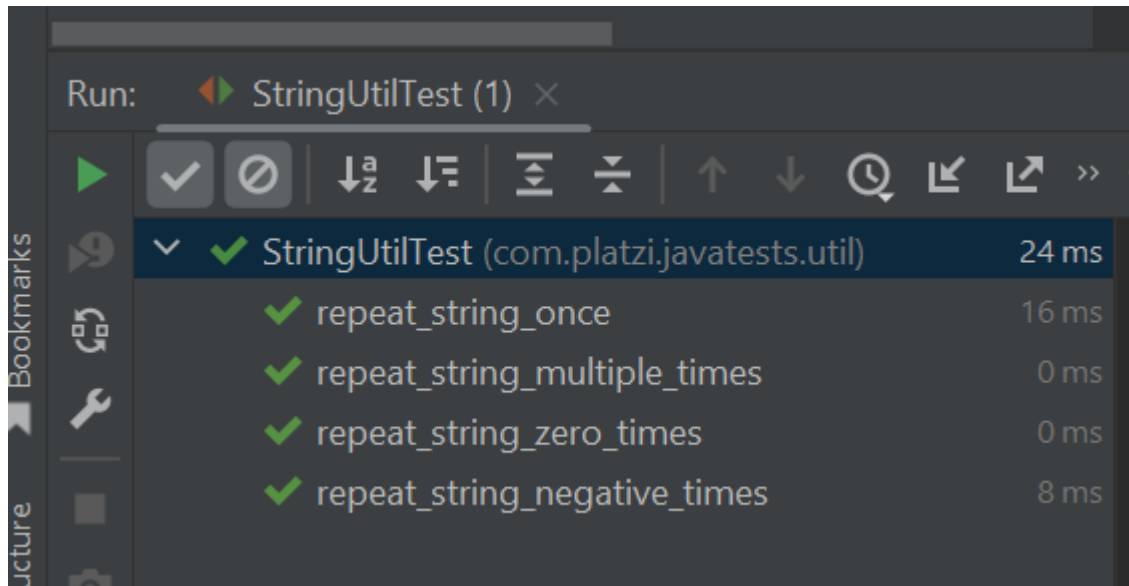 Run: StringUtilTest (1)
StringUtilTest (com.platzi.javatests.util) 24 ms
repeat_string_once 16 ms
repeat_string_multiple_times 0 ms
repeat_string_zero_times 0 ms
repeat_string_negative_times 8 ms
Bookmarks
ucture